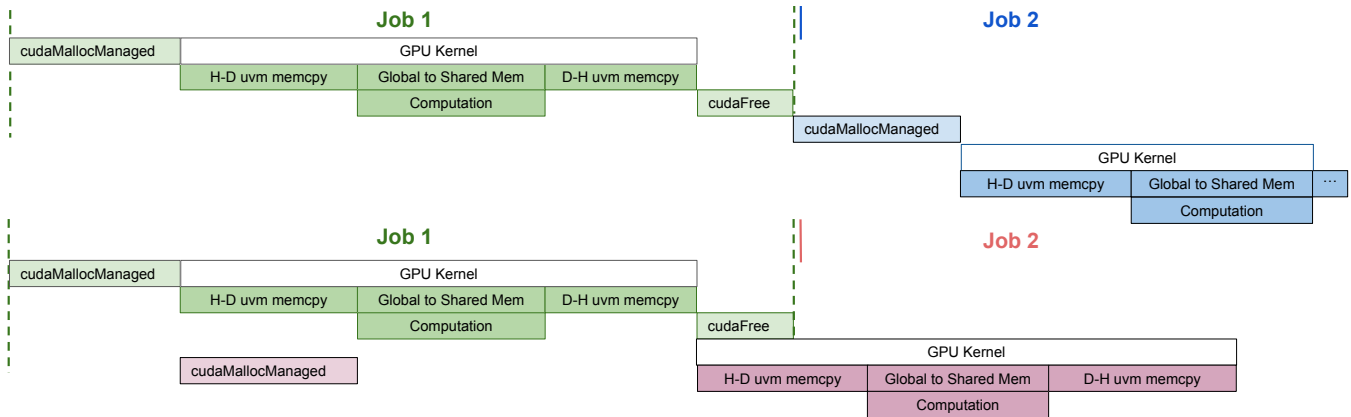 Job 1 Job 2
cudaMallocManaged GPU Kernel
H-D uvm memcpy Global to Shared Mem D-H uvm memcpy
Computation cudaFree
cudaMallocManaged
GPU Kernel
H-D uvm memcpy Global to Shared Mem ...
Computation
Job 1 Job 2
cudaMallocManaged GPU Kernel
H-D uvm memcpy Global to Shared Mem D-H uvm memcpy
Computation cudaFree
GPU Kernel
cudaMallocManaged H-D uvm memcpy Global to Shared Mem D-H uvm memcpy
Computation